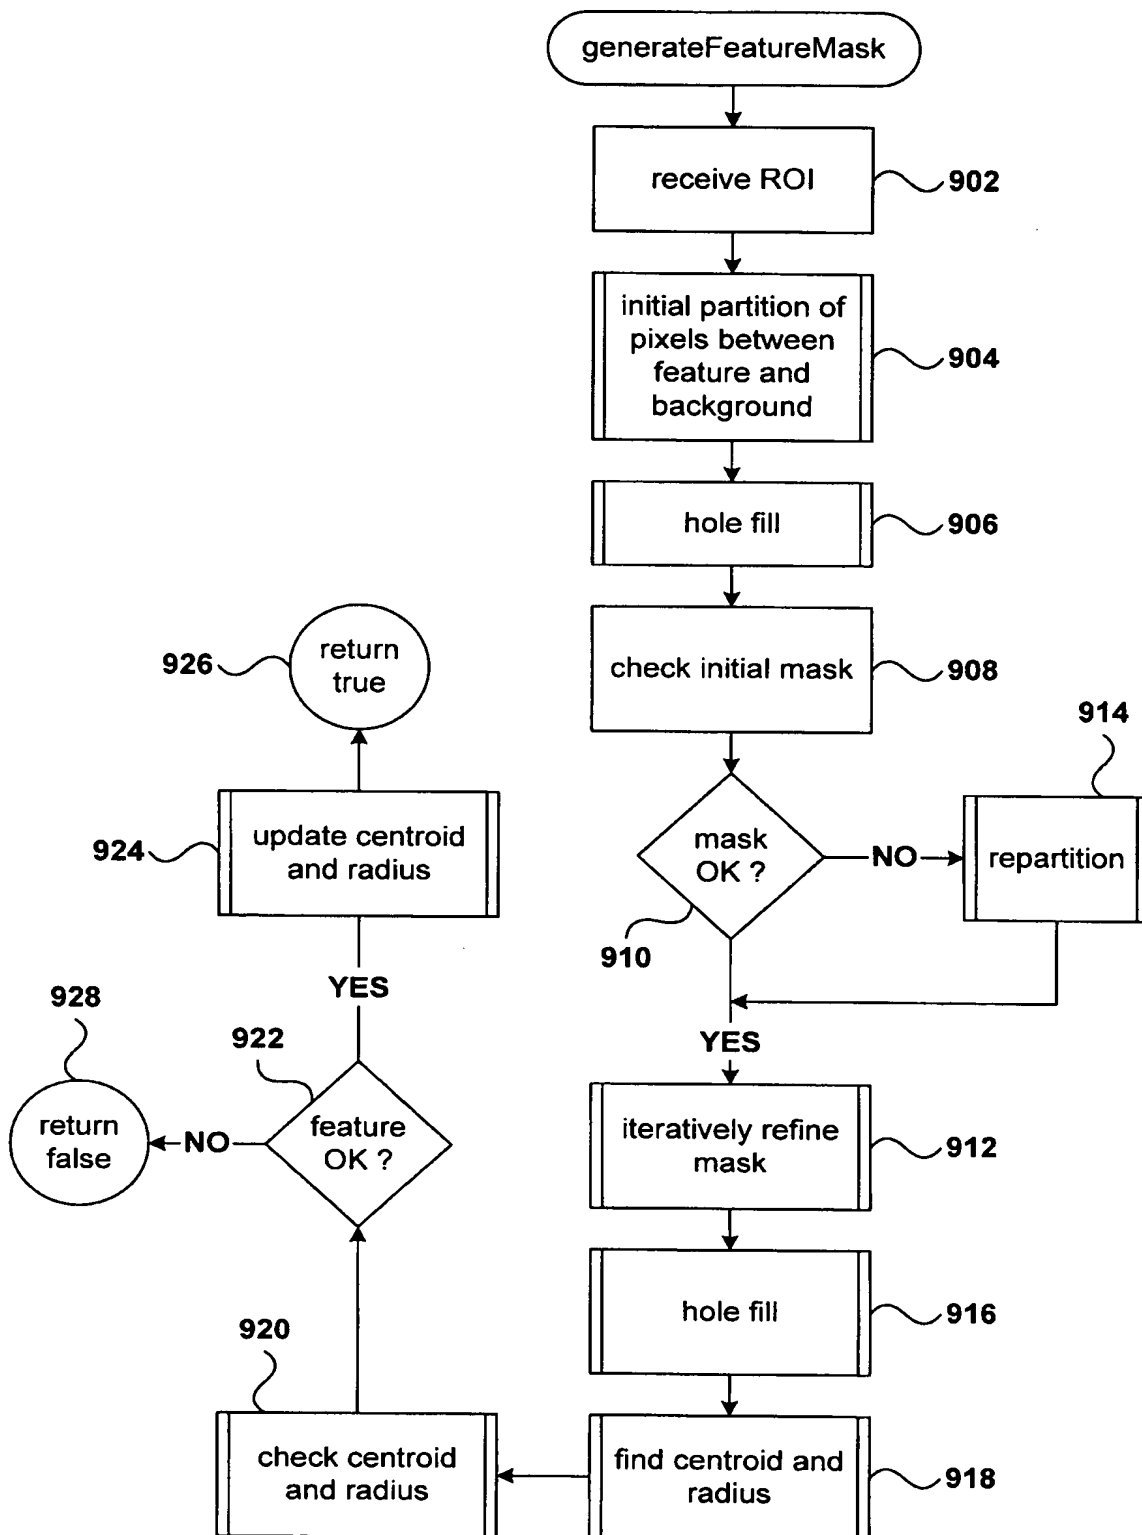 generateFeatureMask
receive ROI
902
initial partition of
pixels between
feature and
background
904
hole fill
906
check initial mask
908
mask
OK ?
910
NO
914
repartition
YES
iteratively refine
mask
912
hole fill
916
find centroid and
radius
918
920
check centroid
and radius
922
feature
OK ?
NO
928
return
false
YES
924
update centroid
and radius
926
return
true